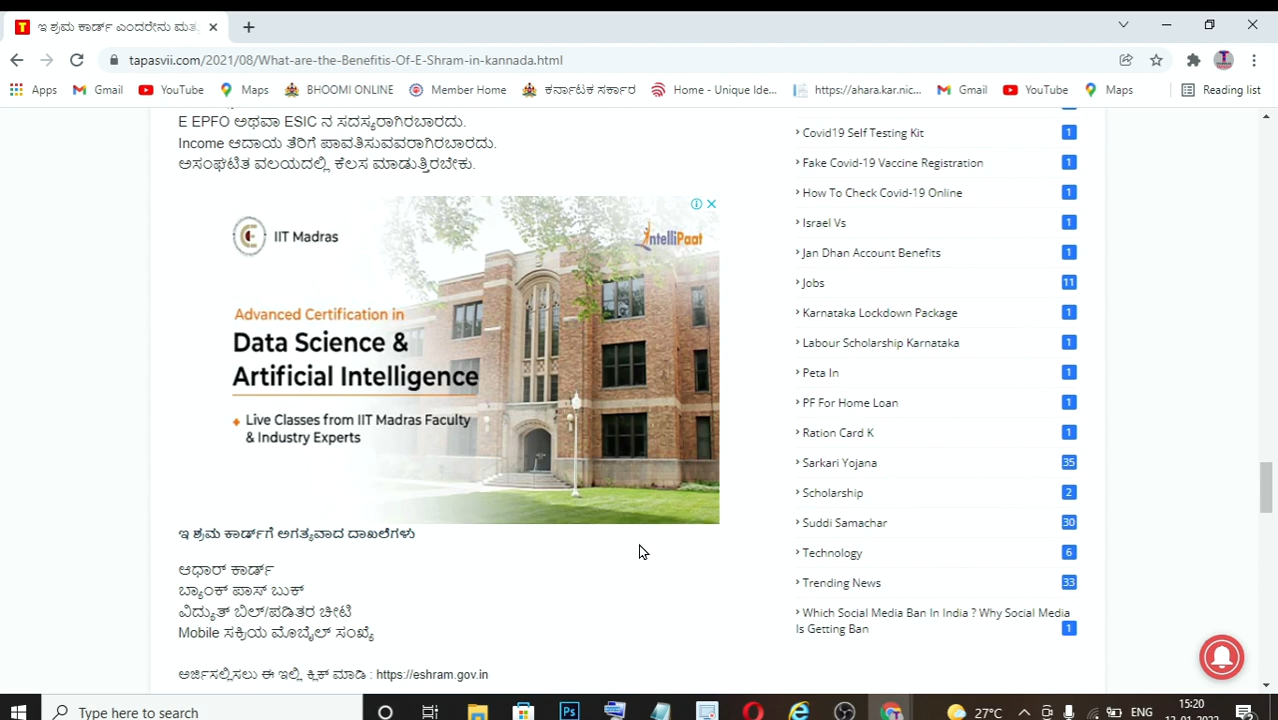 ಇ ಶ್ರಮ ಕಾರ್ಡ್ ಎಂದರೇನು ಮತ್ತ
tapasvii.com/2021/08/What-are-the-Benefitis-Of-E-Shram-in-kannada.html
Apps Gmail YouTube Maps BHOOMI ONLINE Member Home ಕರ್ನಾಟಕ ಸರ್ಕಾರ Home - Unique Ide... https://ahara.kar.nic... Gmail YouTube Maps Reading list
E EPFO ಅಥವಾ ESIC ನ ಸದಸ್ಯರಾಗಿರಬಾರದು.
Income ಆದಾಯ ತೆರಿಗೆ ಪಾವತಿಸುವವರಾಗಿರಬಾರದು.
ಅಸಂಘಟಿತ ವಲಯದಲ್ಲಿ ಕೆಲಸ ಮಾಡುತ್ತಿರಬೇಕು.
IIT Madras
intelliPaat
Advanced Certification in
Data Science &
Artificial Intelligence
Live Classes from IIT Madras Faculty
& Industry Experts
ಇ ಶ್ರಮ ಕಾರ್ಡ್‌ಗೆ ಅಗತ್ಯವಾದ ದಾಖಲೆಗಳು
ಆಧಾರ್ ಕಾರ್ಡ್
ಬ್ಯಾಂಕ್ ಪಾಸ್ ಬುಕ್
ವಿದ್ಯುತ್ ಬಿಲ್/ಪಡಿತರ ಚೀಟಿ
Mobile ಸಕ್ರಿಯ ಮೊಬೈಲ್ ಸಂಖ್ಯೆ
ಅರ್ಜಿಸಲ್ಲಿಸಲು ಈ ಇಲ್ಲಿ ಕ್ಲಿಕ್ ಮಾಡಿ : https://eshram.gov.in
Covid19 Self Testing Kit 1
Fake Covid-19 Vaccine Registration 1
How To Check Covid-19 Online 1
Israel Vs 1
Jan Dhan Account Benefits 1
Jobs 11
Karnataka Lockdown Package 1
Labour Scholarship Karnataka 1
Peta In 1
PF For Home Loan 1
Ration Card K 1
Sarkari Yojana 35
Scholarship 2
Suddi Samachar 30
Technology 6
Trending News 33
Which Social Media Ban In India ? Why Social Media
Is Getting Ban 1
Type here to search
27°C ENG 15:20